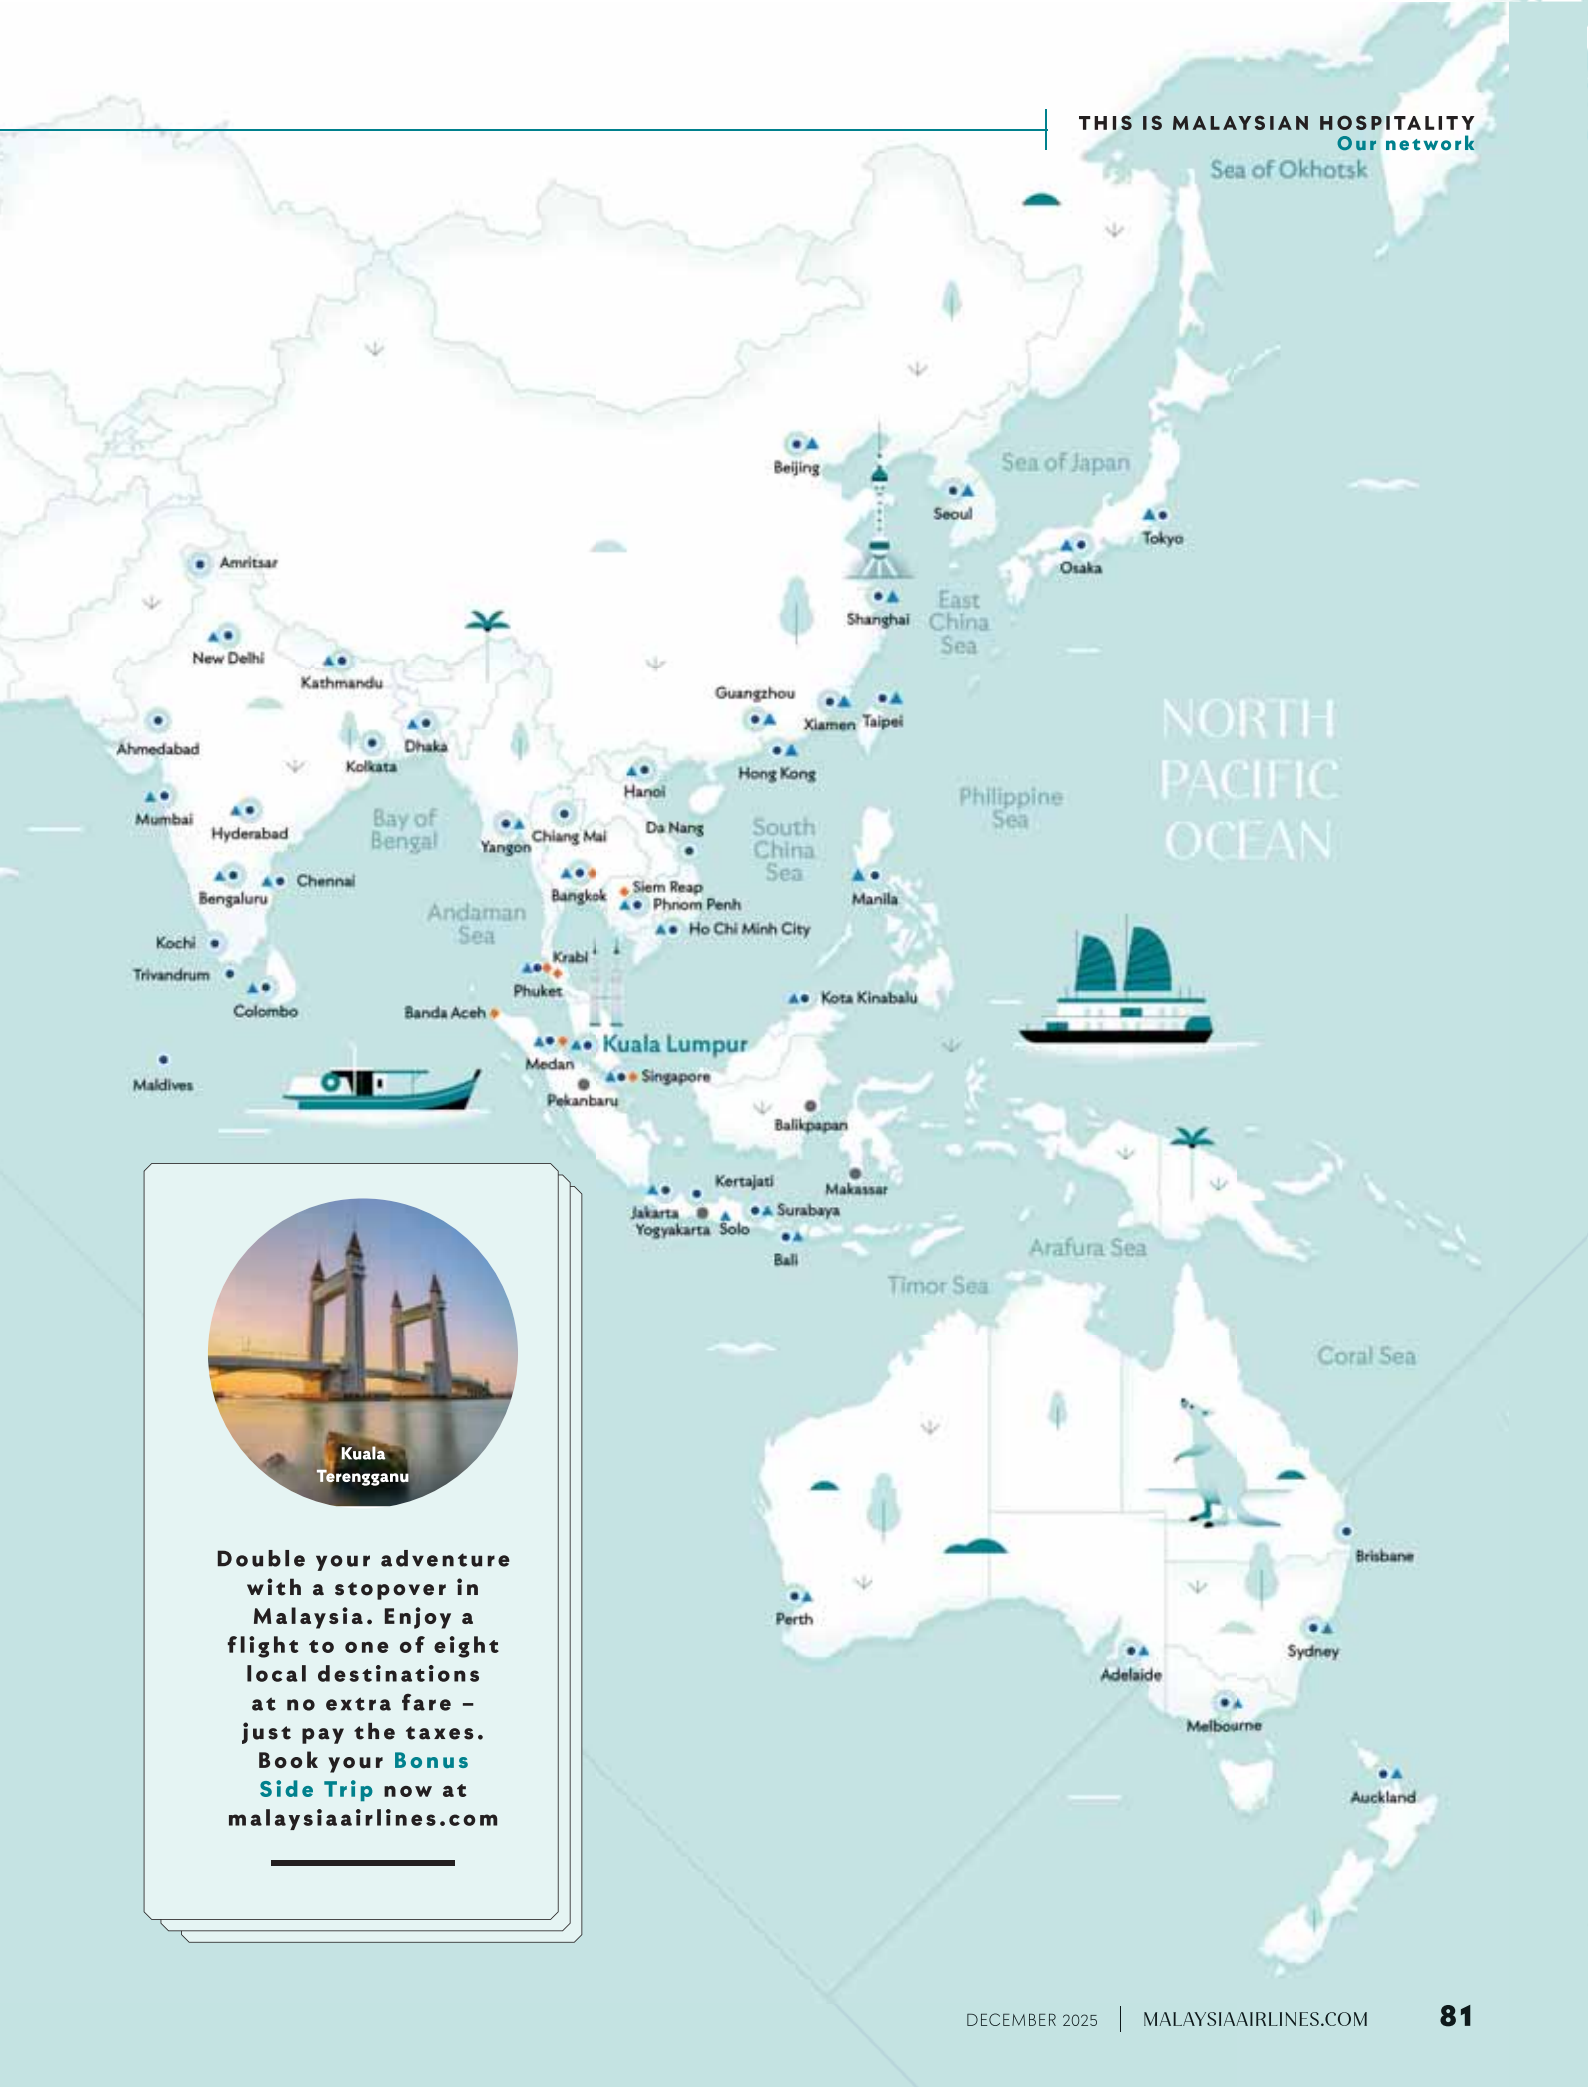 THIS IS MALAYSIAN HOSPITALITY
Our network
Sea of Okhotsk
Beijing
Sea of Japan
Seoul
Tokyo
Osaka
Amritsar
Shanghai
East
China
Sea
New Delhi
Kathmandu
Guangzhou
Xiamen
Taipei
NORTH
PACIFIC
OCEAN
Ahmedabad
Dhaka
Kolkata
Hong Kong
Hanoi
Mumbai
Hyderabad
Bay of
Bengal
Yangon
Chiang Mai
Da Nang
South
China
Sea
Philippine
Sea
Bengaluru
Chennai
Bangkok
Siem Reap
Phnom Penh
Manila
Andaman
Sea
Ho Chi Minh City
Kochi
Krabi
Trivandrum
Phuket
Colombo
Banda Aceh
Kota Kinabalu
Kuala Lumpur
Medan
Singapore
Maldives
Pekanbaru
Balikpapan
Kertajati
Makassar
Jakarta
Surabaya
Yogyakarta
Solo
Bali
Arafura Sea
Timor Sea
Coral Sea
Kuala
Terengganu
Double your adventure
with a stopover in
Malaysia. Enjoy a
flight to one of eight
local destinations
at no extra fare –
just pay the taxes.
Book your Bonus
Side Trip now at
malaysiaairlines.com
Brisbane
Perth
Sydney
Adelaide
Melbourne
Auckland
DECEMBER 2025 | MALAYSIAAIRLINES.COM 81